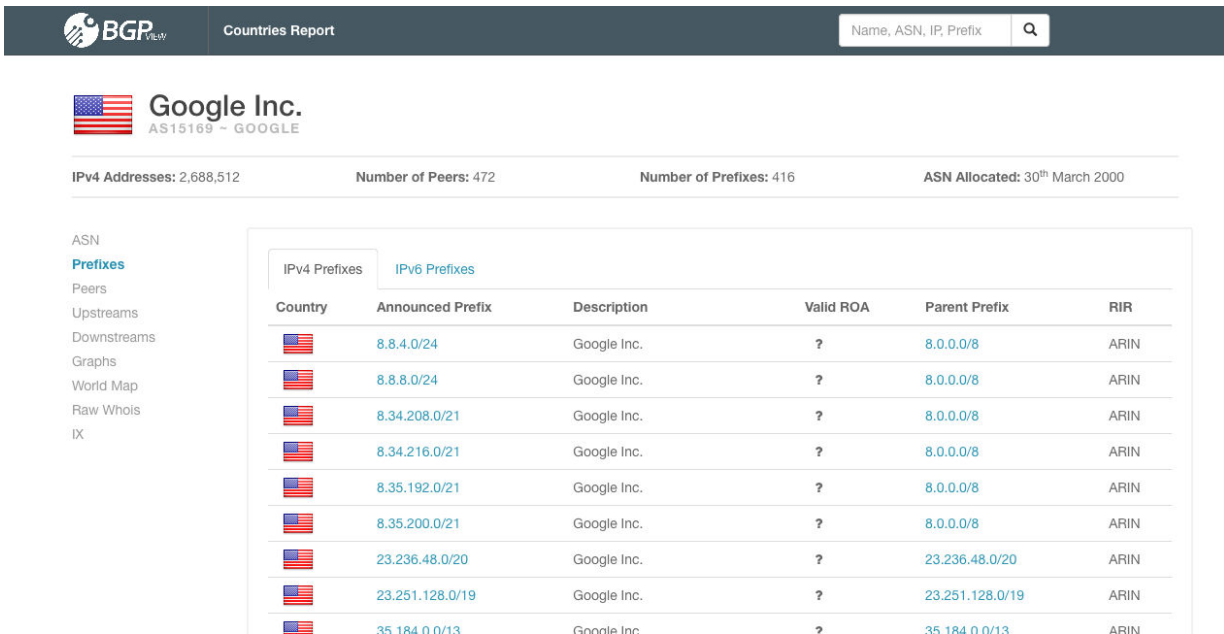 BGPView
Countries Report
Name, ASN, IP, Prefix
Google Inc.
AS15169 ~ GOOGLE
IPv4 Addresses: 2,688,512 Number of Peers: 472 Number of Prefixes: 416 ASN Allocated: 30th March 2000
ASN
Prefixes
Peers
Upstreams
Downstreams
Graphs
World Map
Raw Whois
IX
IPv4 Prefixes IPv6 Prefixes
Country Announced Prefix Description Valid ROA Parent Prefix RIR
8.8.4.0/24 Google Inc. ? 8.0.0.0/8 ARIN
8.8.8.0/24 Google Inc. ? 8.0.0.0/8 ARIN
8.34.208.0/21 Google Inc. ? 8.0.0.0/8 ARIN
8.34.216.0/21 Google Inc. ? 8.0.0.0/8 ARIN
8.35.192.0/21 Google Inc. ? 8.0.0.0/8 ARIN
8.35.200.0/21 Google Inc. ? 8.0.0.0/8 ARIN
23.236.48.0/20 Google Inc. ? 23.236.48.0/20 ARIN
23.251.128.0/19 Google Inc. ? 23.251.128.0/19 ARIN
35.184.0.0/13 Google Inc. ? 35.184.0.0/13 ARIN